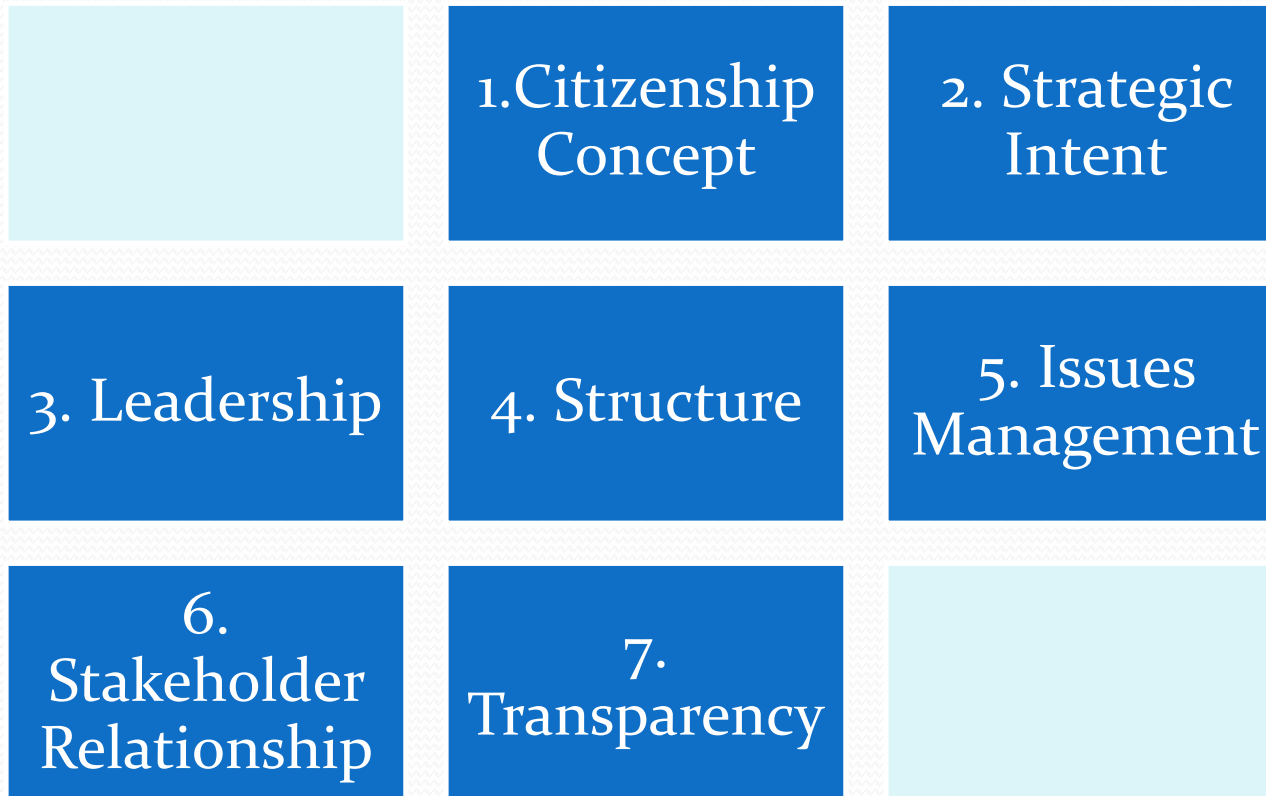 1.Citizenship
Concept
2. Strategic
Intent
3. Leadership
4. Structure
5. Issues
Management
6.
Stakeholder
Relationship
7.
Transparency